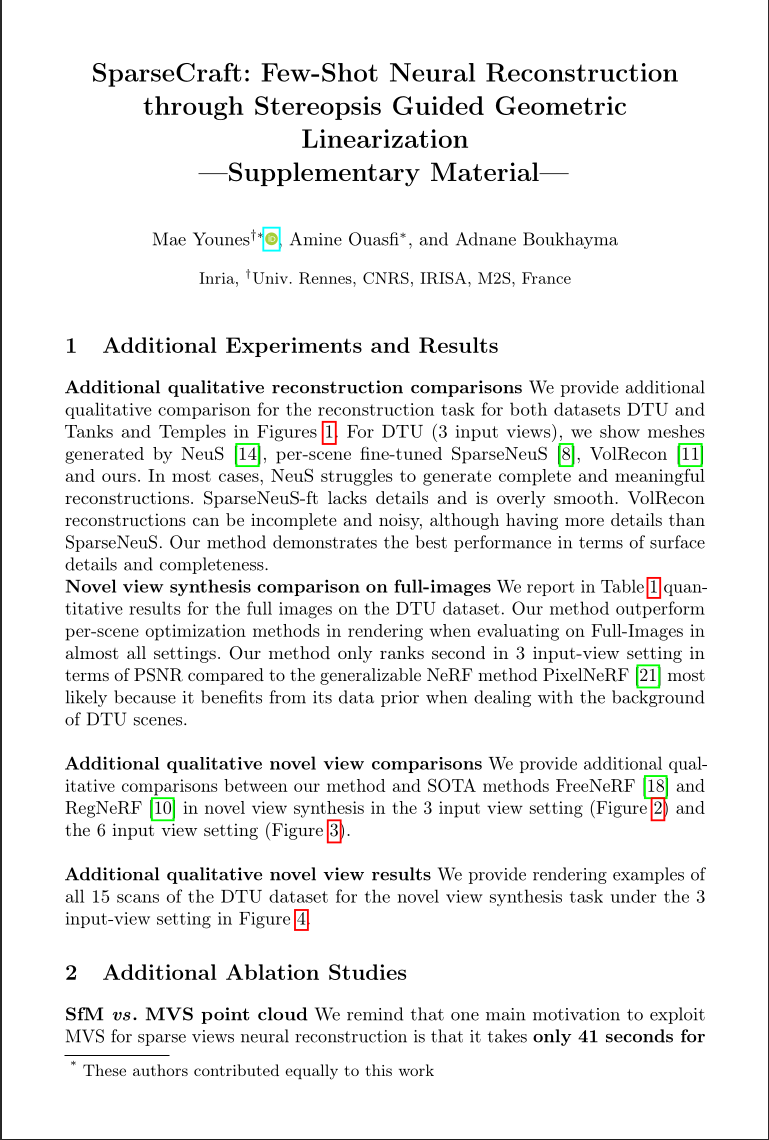 SparseCraft: Few-Shot Neural Reconstruction
through Stereopsis Guided Geometric
Linearization
—Supplementary Material—
Mae Younes†*, Amine Ouasfi*, and Adnane Boukhayma
Inria, †Univ. Rennes, CNRS, IRISA, M2S, France
1 Additional Experiments and Results
Additional qualitative reconstruction comparisons We provide additional
qualitative comparison for the reconstruction task for both datasets DTU and
Tanks and Temples in Figures 1. For DTU (3 input views), we show meshes
generated by NeuS [14], per-scene fine-tuned SparseNeuS [8], VolRecon [11]
and ours. In most cases, NeuS struggles to generate complete and meaningful
reconstructions. SparseNeuS-ft lacks details and is overly smooth. VolRecon
reconstructions can be incomplete and noisy, although having more details than
SparseNeuS. Our method demonstrates the best performance in terms of surface
details and completeness.
Novel view synthesis comparison on full-images We report in Table 1 quan-
titative results for the full images on the DTU dataset. Our method outperform
per-scene optimization methods in rendering when evaluating on Full-Images in
almost all settings. Our method only ranks second in 3 input-view setting in
terms of PSNR compared to the generalizable NeRF method PixelNeRF [21] most
likely because it benefits from its data prior when dealing with the background
of DTU scenes.
Additional qualitative novel view comparisons We provide additional qual-
itative comparisons between our method and SOTA methods FreeNeRF [18] and
RegNeRF [10] in novel view synthesis in the 3 input view setting (Figure 2) and
the 6 input view setting (Figure 3).
Additional qualitative novel view results We provide rendering examples of
all 15 scans of the DTU dataset for the novel view synthesis task under the 3
input-view setting in Figure 4.
2 Additional Ablation Studies
SfM vs. MVS point cloud We remind that one main motivation to exploit
MVS for sparse views neural reconstruction is that it takes only 41 seconds for
* These authors contributed equally to this work